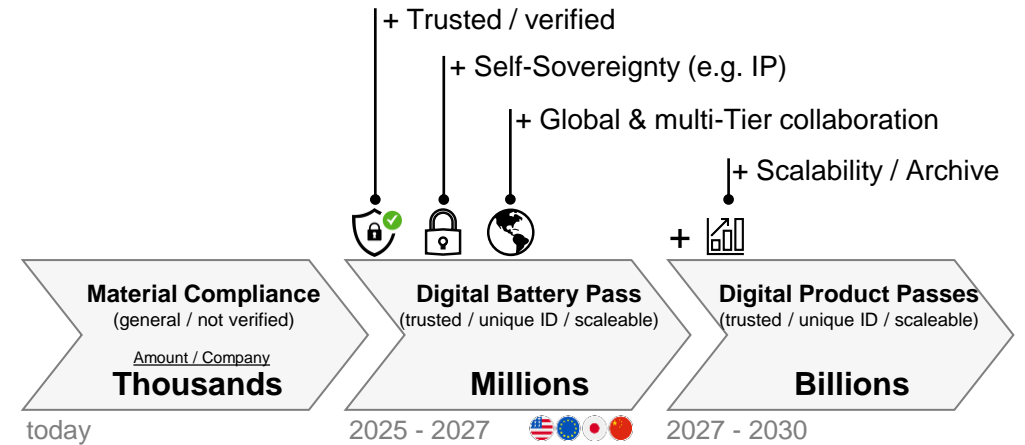 + Trusted / verified
+ Self-Sovereignty (e.g. IP)
+ Global & multi-Tier collaboration
+ Scalability / Archive
+
Material Compliance
(general / not verified)
Amount / Company
Thousands
Digital Battery Pass
(trusted / unique ID / scaleable)
Millions
Digital Product Passes
(trusted / unique ID / scaleable)
Billions
today
2025 - 2027
2027 - 2030